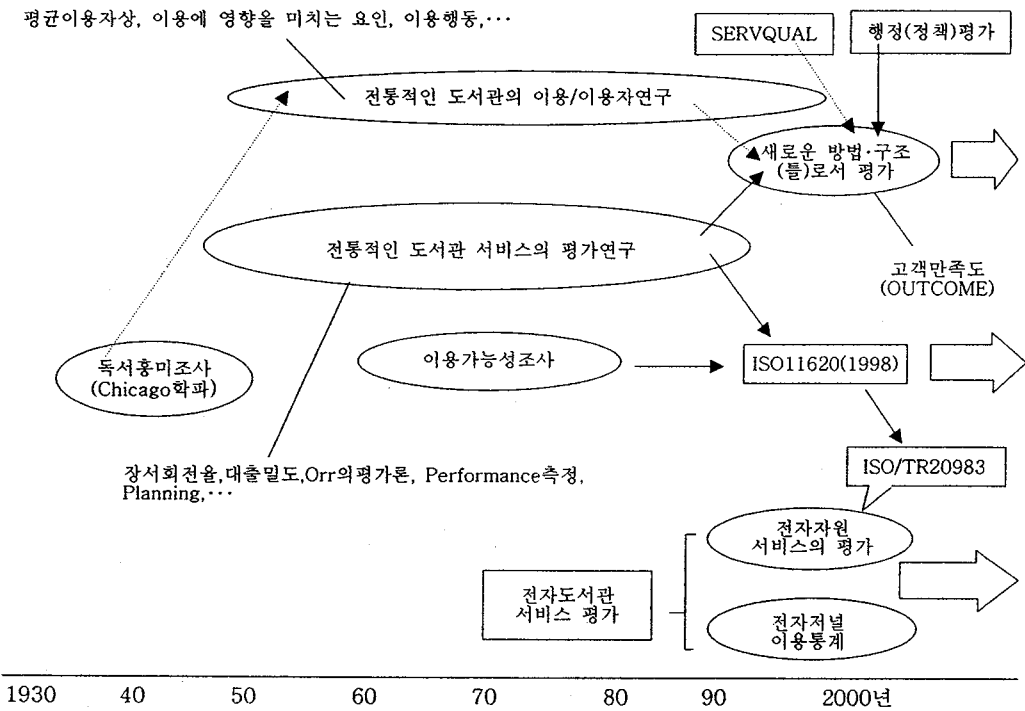 평균이용자상, 이용에 영향을 미치는 요인, 이용행동,···
SERVQUAL
행정(정책)평가
전통적인 도서관의 이용/이용자연구
새로운 방법·구조
(틀)로서 평가
전통적인 도서관 서비스의 평가연구
고객만족도
(OUTCOME)
독서흥미조사
(Chicago학파)
이용가능성조사
ISO11620(1998)
장서회전율,대출밀도,Orr의평가론, Performance측정,
Planning,···
ISO/TR20983
전자자원
서비스의 평가
전자도서관
서비스 평가
전자저널
이용통계
1930 40 50 60 70 80 90 2000년